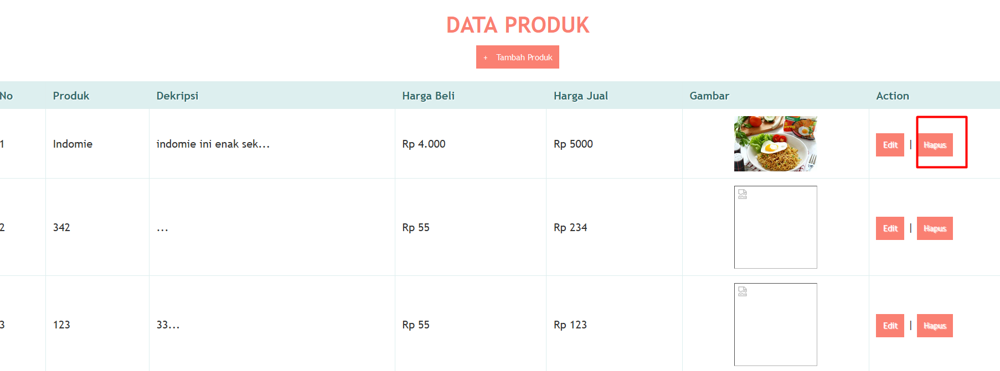 DATA PRODUK
+ Tambah Produk
No Produk Dekripsi Harga Beli Harga Jual Gambar Action
1 Indomie indomie ini enak sek... Rp 4.000 Rp 5000 Edit | Hapus
2 342 ... Rp 55 Rp 234 Edit | Hapus
3 123 33... Rp 55 Rp 123 Edit | Hapus